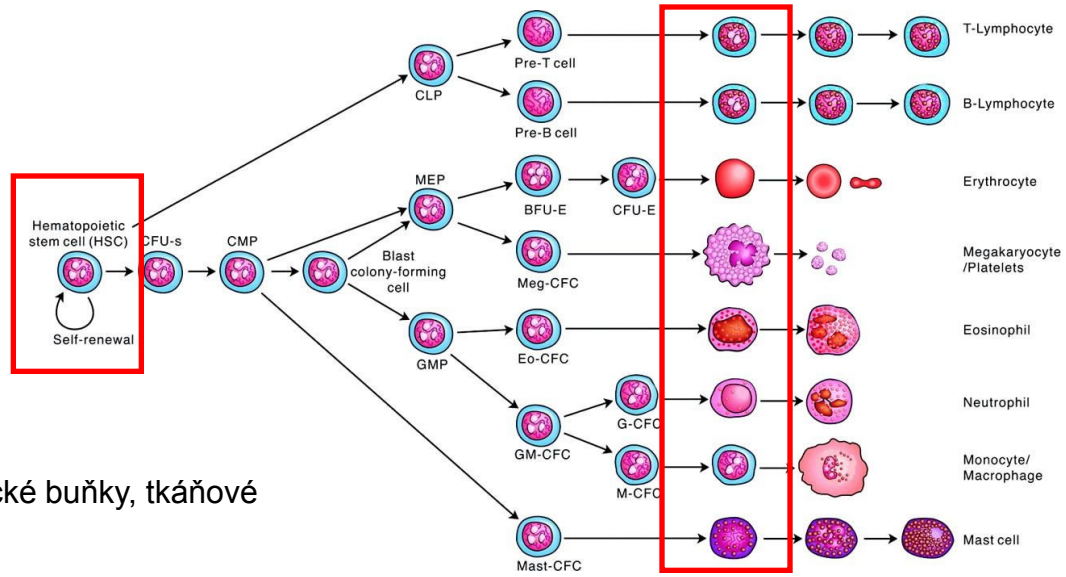 T-Lymphocyte
Pre-T cell
CLP
B-Lymphocyte
Pre-B cell
MEP
Erythrocyte
BFU-E
CFU-E
Hematopoietic
stem cell (HSC)
CFU-s
CMP
Blast
colony-forming
cell
Megakaryocyte
/Platelets
Meg-CFC
Self-renewal
Eosinophil
Eo-CFC
GMP
Neutrophil
G-CFC
GM-CFC
Monocyte/
Macrophage
M-CFC
buňky, tkáňové
Mast cell
Mast-CFC